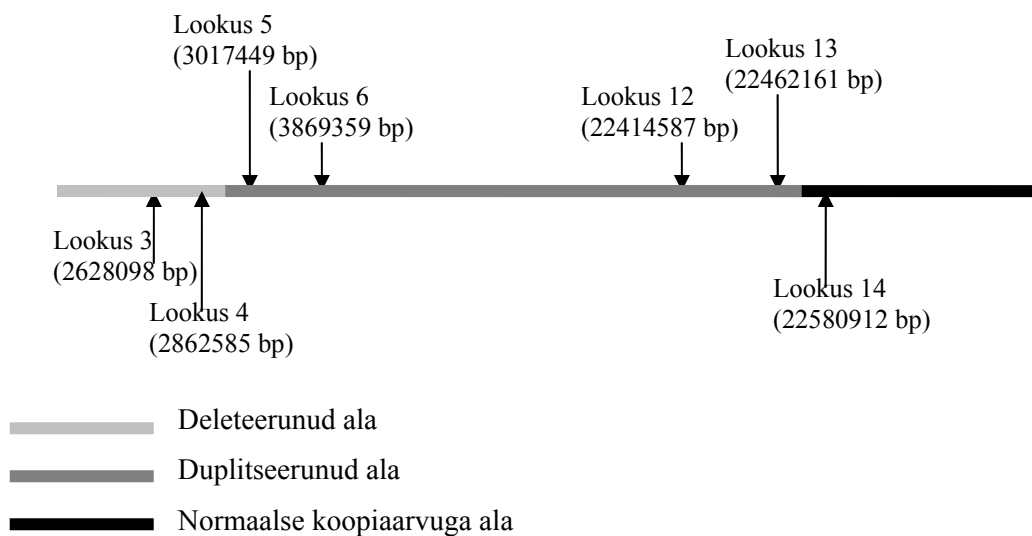 Lookus 5
(3017449 bp)
Lookus 6
(3869359 bp)
Lookus 12
(22414587 bp)
Lookus 13
(22462161 bp)
Lookus 3
(2628098 bp)
Lookus 4
(2862585 bp)
Lookus 14
(22580912 bp)
Deleteerunud ala
Duplitseerunud ala
Normaalse koopiaarvuga ala